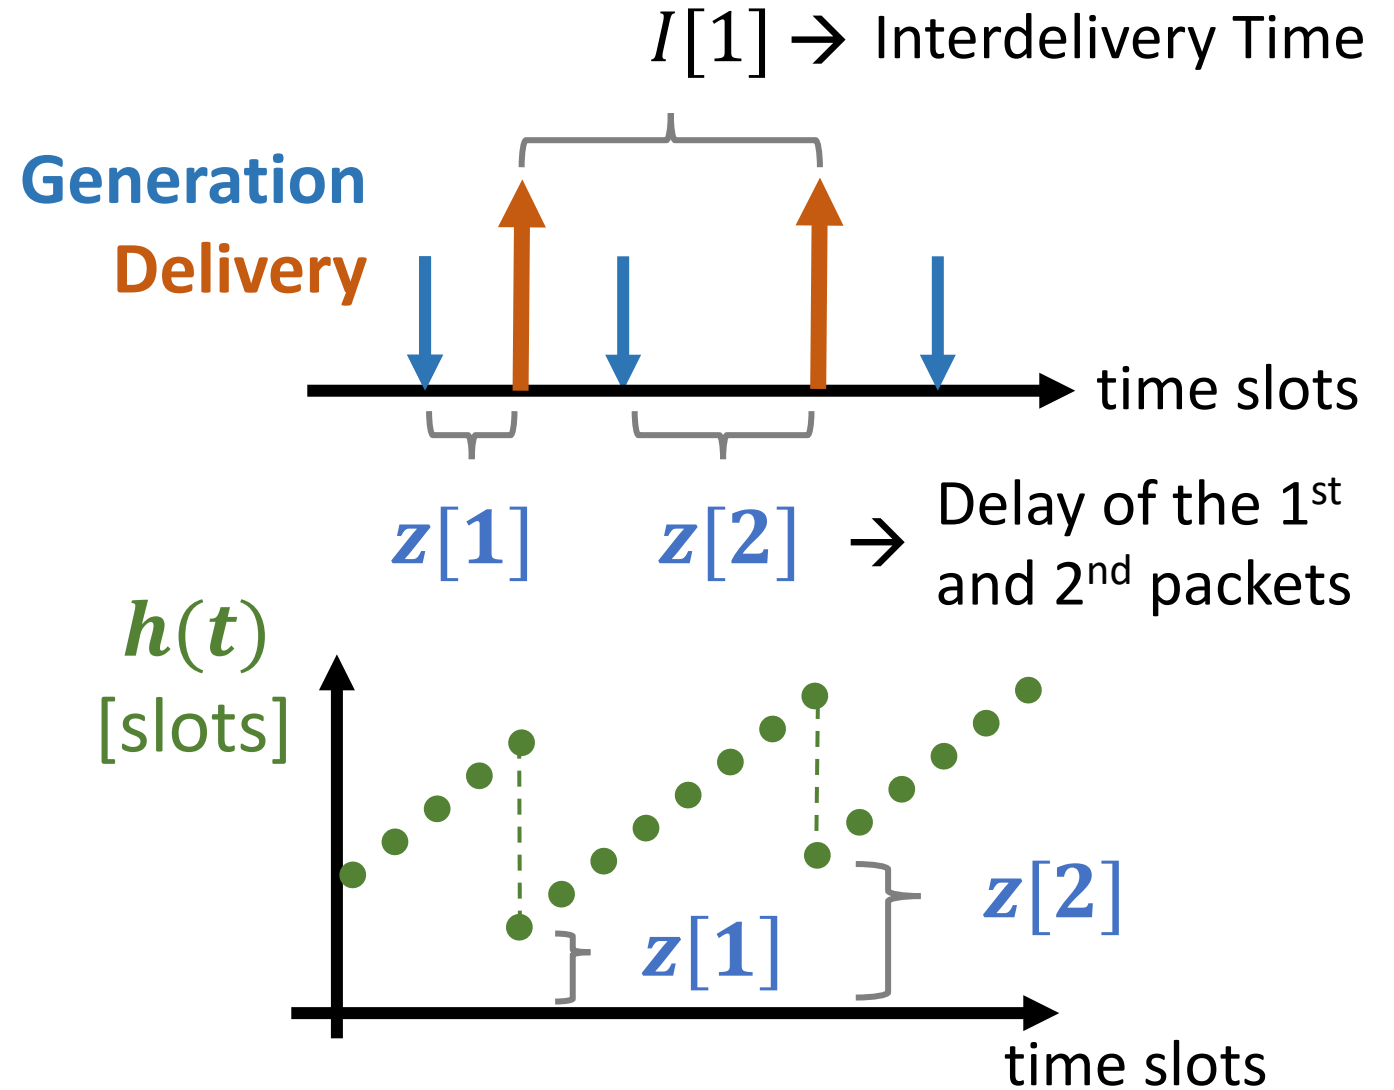 I[1] → Interdelivery Time
Generation
Delivery
time slots
z[1]
z[2] → Delay of the 1st
and 2nd packets
h(t)
[slots]
z[2]
z[1]
time slots